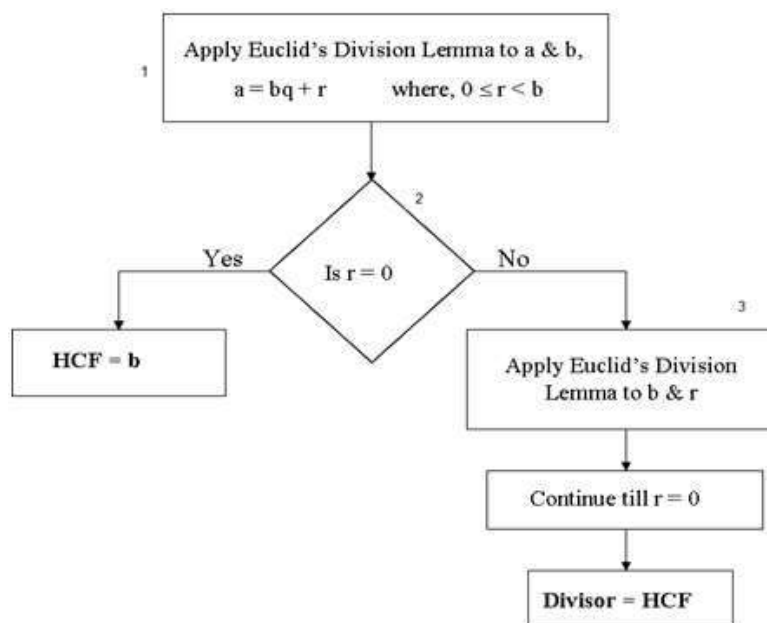 1
Apply Euclid's Division Lemma to a & b,
a = bq + r where, 0 ≤ r < b
2
Yes
Is r = 0
No
3
HCF = b
Apply Euclid's Division
Lemma to b & r
Continue till r = 0
Divisor = HCF